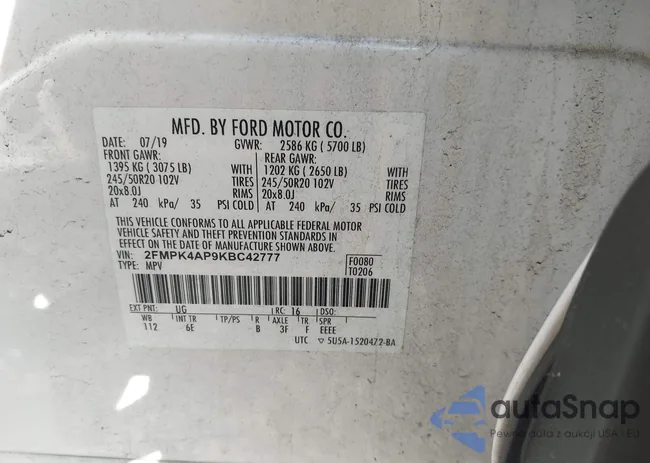 MFD. BY FORD MOTOR CO.
DATE: 07/19 GVWR: 2586 KG ( 5700 LB)
FRONT GAWR: REAR GAWR:
1395 KG ( 3075 LB) WITH 1202 KG ( 2650 LB) WITH
245/50R20 102V TIRES 245/50R20 102V TIRES
20x8.0J RIMS 20x8.0J RIMS
AT 240 kPa/ 35 PSI COLD AT 240 kPa/ 35 PSI COLD
THIS VEHICLE CONFORMS TO ALL APPLICABLE FEDERAL MOTOR
VEHICLE SAFETY AND THEFT PREVENTION STANDARDS IN
EFFECT ON THE DATE OF MANUFACTURE SHOWN ABOVE.
VIN: 2FMPK4AP9KBC42777 F0080
TYPE: MPV T0206
EXT PNT: UG RC: 16 DSO:
WB INT TR TP/PS R AXLE TR SPR
112 6E B 3F F EEEE
UTC ▽ 5U5A-1520472-BA
autaSnap
Pewne auta z aukcji USA i EU